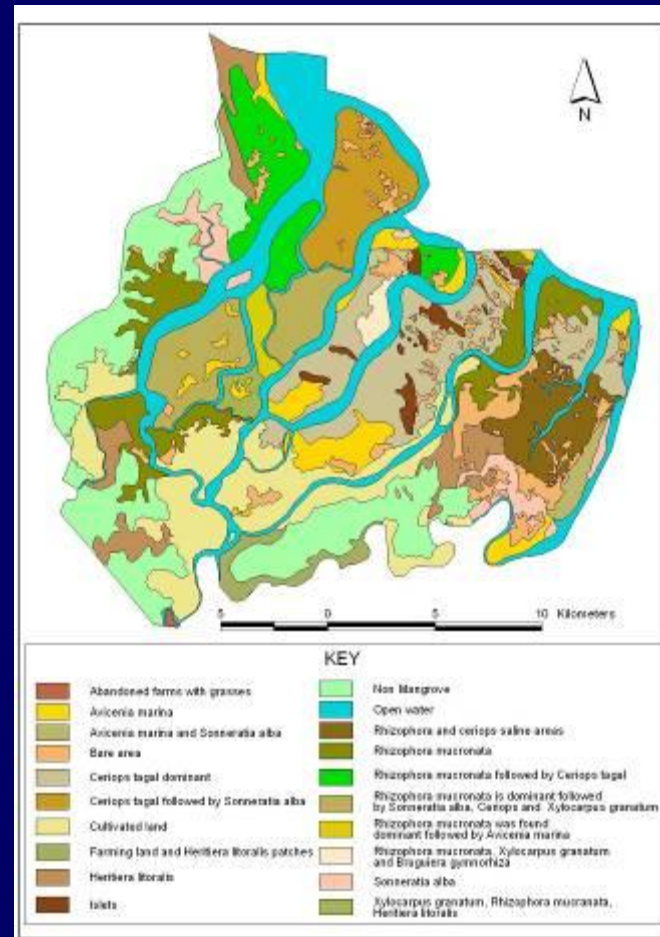 N
5 0 5 10 Kilometers
KEY
Abandoned farms with grasses
Avicenia marina
Avicenia marina and Sonneratia alba
Bare area
Ceriops tagal dominant
Ceriops tagal followed by Sonneratia alba
Cultivated land
Farming land and Heritiera litoralis patches
Heritiera litoralis
Islets
Non Mangrove
Open water
Rhizophora and ceriops saline areas
Rhizophora mucronata
Rhizophora mucronata followed by Ceriops tagal
Rhizophora mucronata is dominant followed
by Sonneratia alba, Ceriops and Xylocarpus granatum
Rhizophora mucronata was found
dominant followed by Avicenia marina
Rhizophora mucronata, Xylocarpus granatum
and Bruguiera gymnorhiza
Sonneratia alba
Xylocarpus granatum, Rhizophora mucranata,
Heritiera litoralis